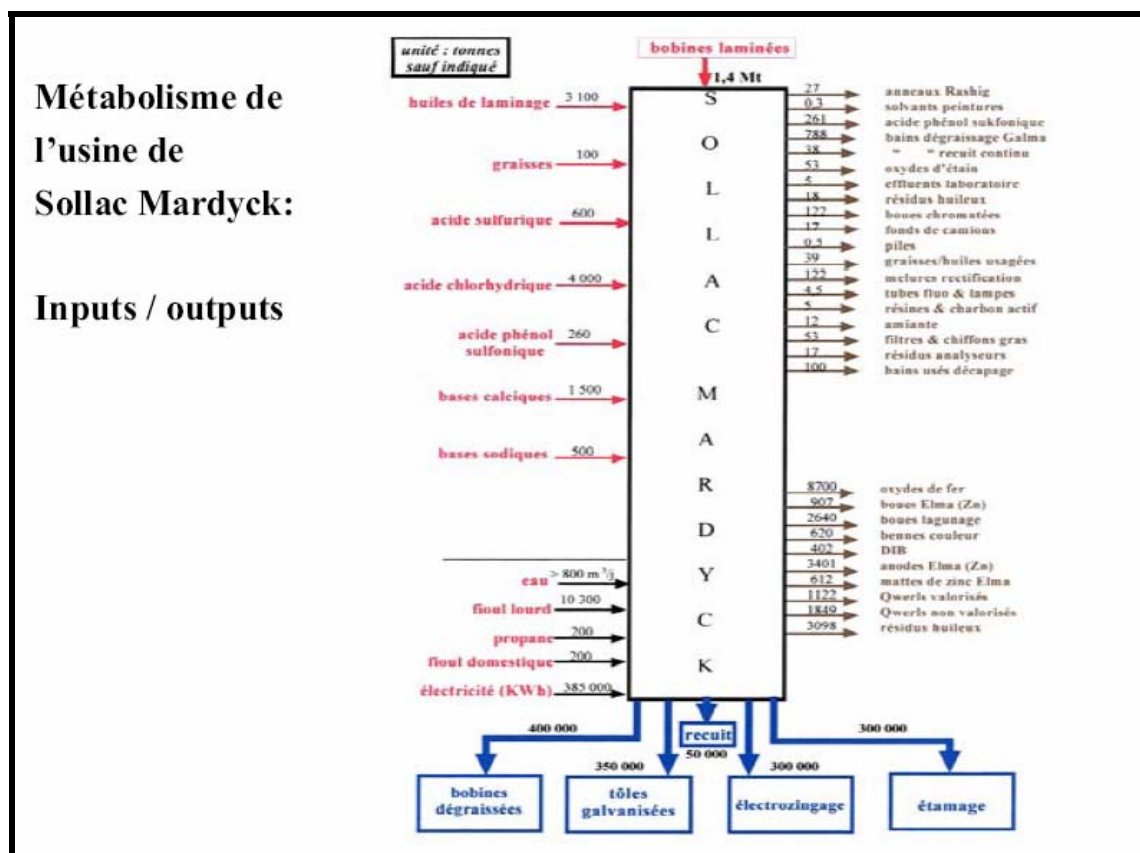 Métabolisme de
l'usine de
Sollac Mardyck:
Inputs / outputs
unité : tonnes
sauf indiqué
bobines laminées
1,4 Mt
huiles de laminage 3 100
graisses 100
acide sulfurique 600
acide chlorhydrique 4 000
acide phénol 260
sulfonique
bases calciques 1 500
bases sodiques 500
eau > 800 m³/j
fioul lourd 10 300
propane 200
fioul domestique 200
électricité (KWh) 385 000
SOLLAC MARDYCK
27 anneaux Rashig
0,3 solvants peintures
261 acide phénol sukfonique
788 bains dégraissage Galma
38 " " recuit continu
53 oxydes d'étain
5 effluents laboratoire
18 résidus huileux
122 boues chromatées
17 fonds de camions
0,5 piles
39 graisses/huiles usagées
122 melures rectification
4,5 tubes fluo & lampes
5 résines & charbon actif
12 amiante
53 filtres & chiffons gras
17 résidus analyseurs
100 bains usés décapage
8700 oxydes de fer
907 boues Elma (Zn)
2640 boues lagunage
620 bennes couleur
402 DIB
3401 anodes Elma (Zn)
612 mattes de zinc Elma
1122 Qwerls valorisés
1849 Qwerls non valorisés
3098 résidus huileux
400 000
350 000
recuit
50 000
300 000
300 000
bobines
dégraissées
tôles
galvanisées
électrozingage
étamage